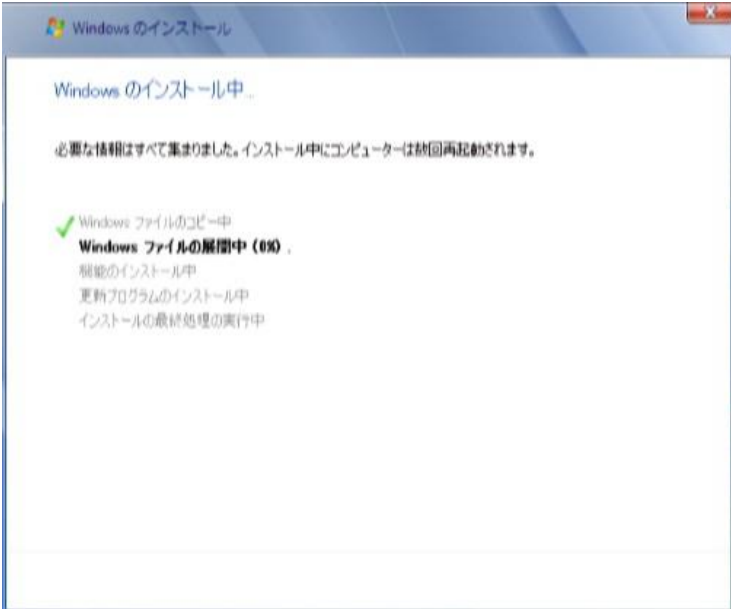 Windows のインストール
Windows のインストール中...
必要な情報はすべて集まりました。インストール中にコンピューターは数回再起動されます。
Windows ファイルのコピー中
Windows ファイルの展開中 (0%) .
機能のインストール中
更新プログラムのインストール中
インストールの最終処理の実行中